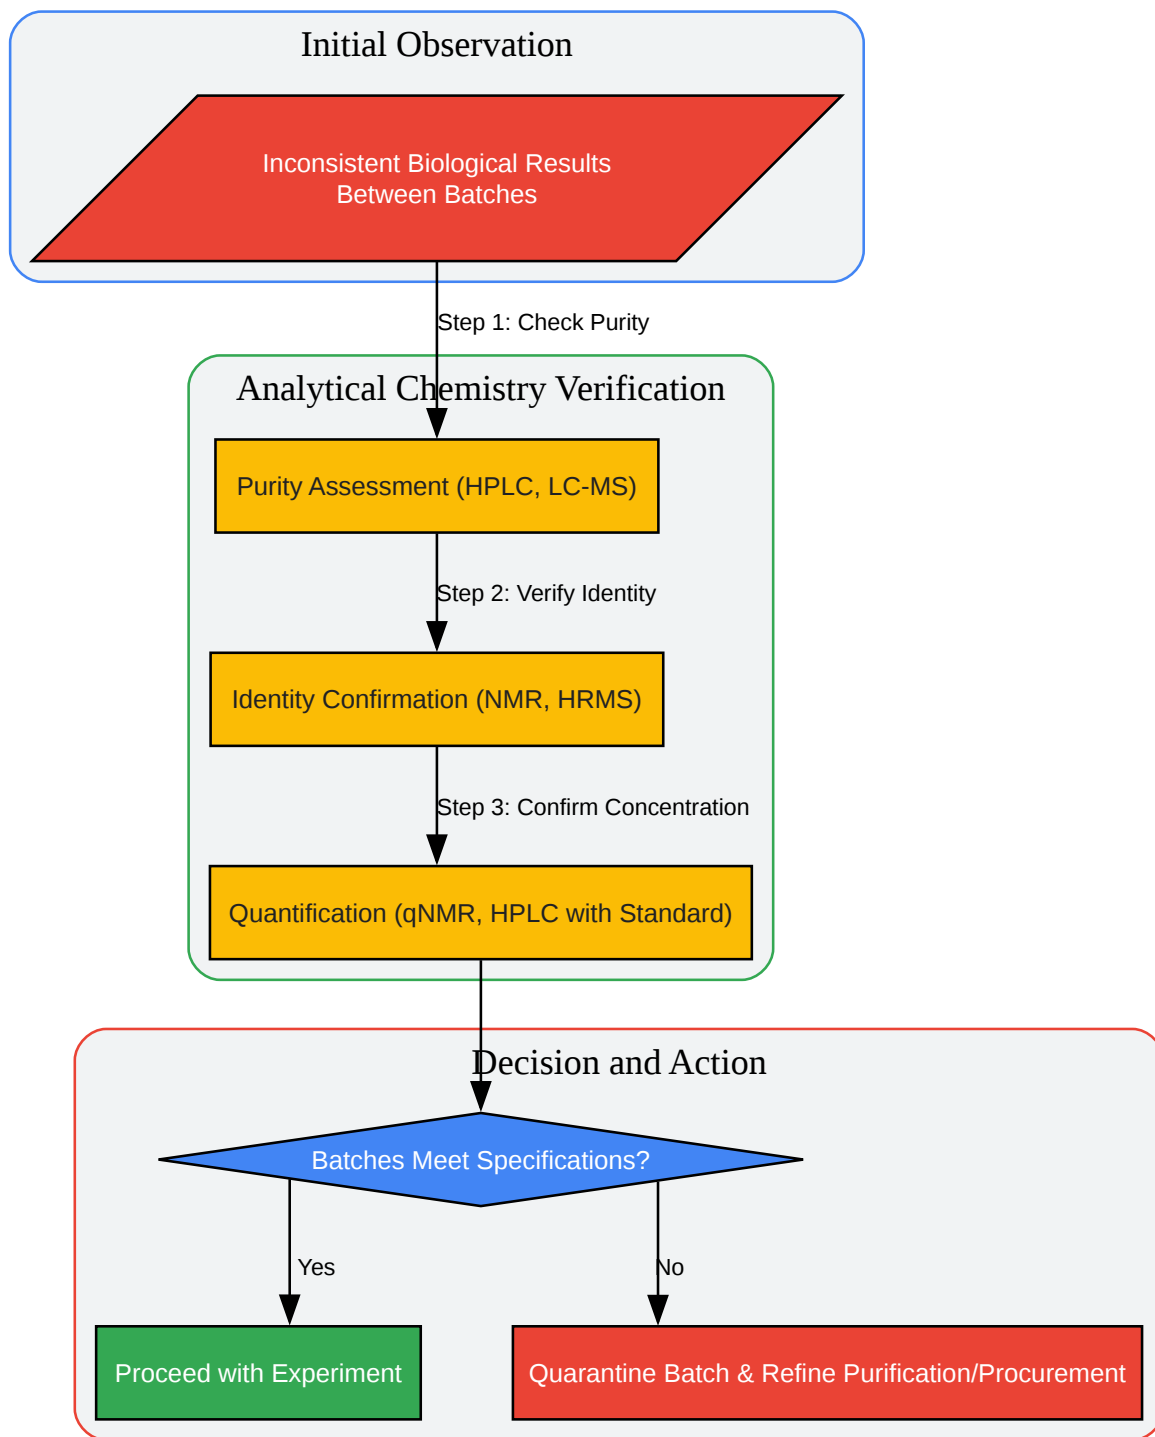 Initial Observation
Inconsistent Biological Results
Between Batches
Step 1: Check Purity
Analytical Chemistry Verification
Purity Assessment (HPLC, LC-MS)
Step 2: Verify Identity
Identity Confirmation (NMR, HRMS)
Step 3: Confirm Concentration
Quantification (qNMR, HPLC with Standard)
Decision and Action
Batches Meet Specifications?
Yes
No
Proceed with Experiment
Quarantine Batch & Refine Purification/Procurement